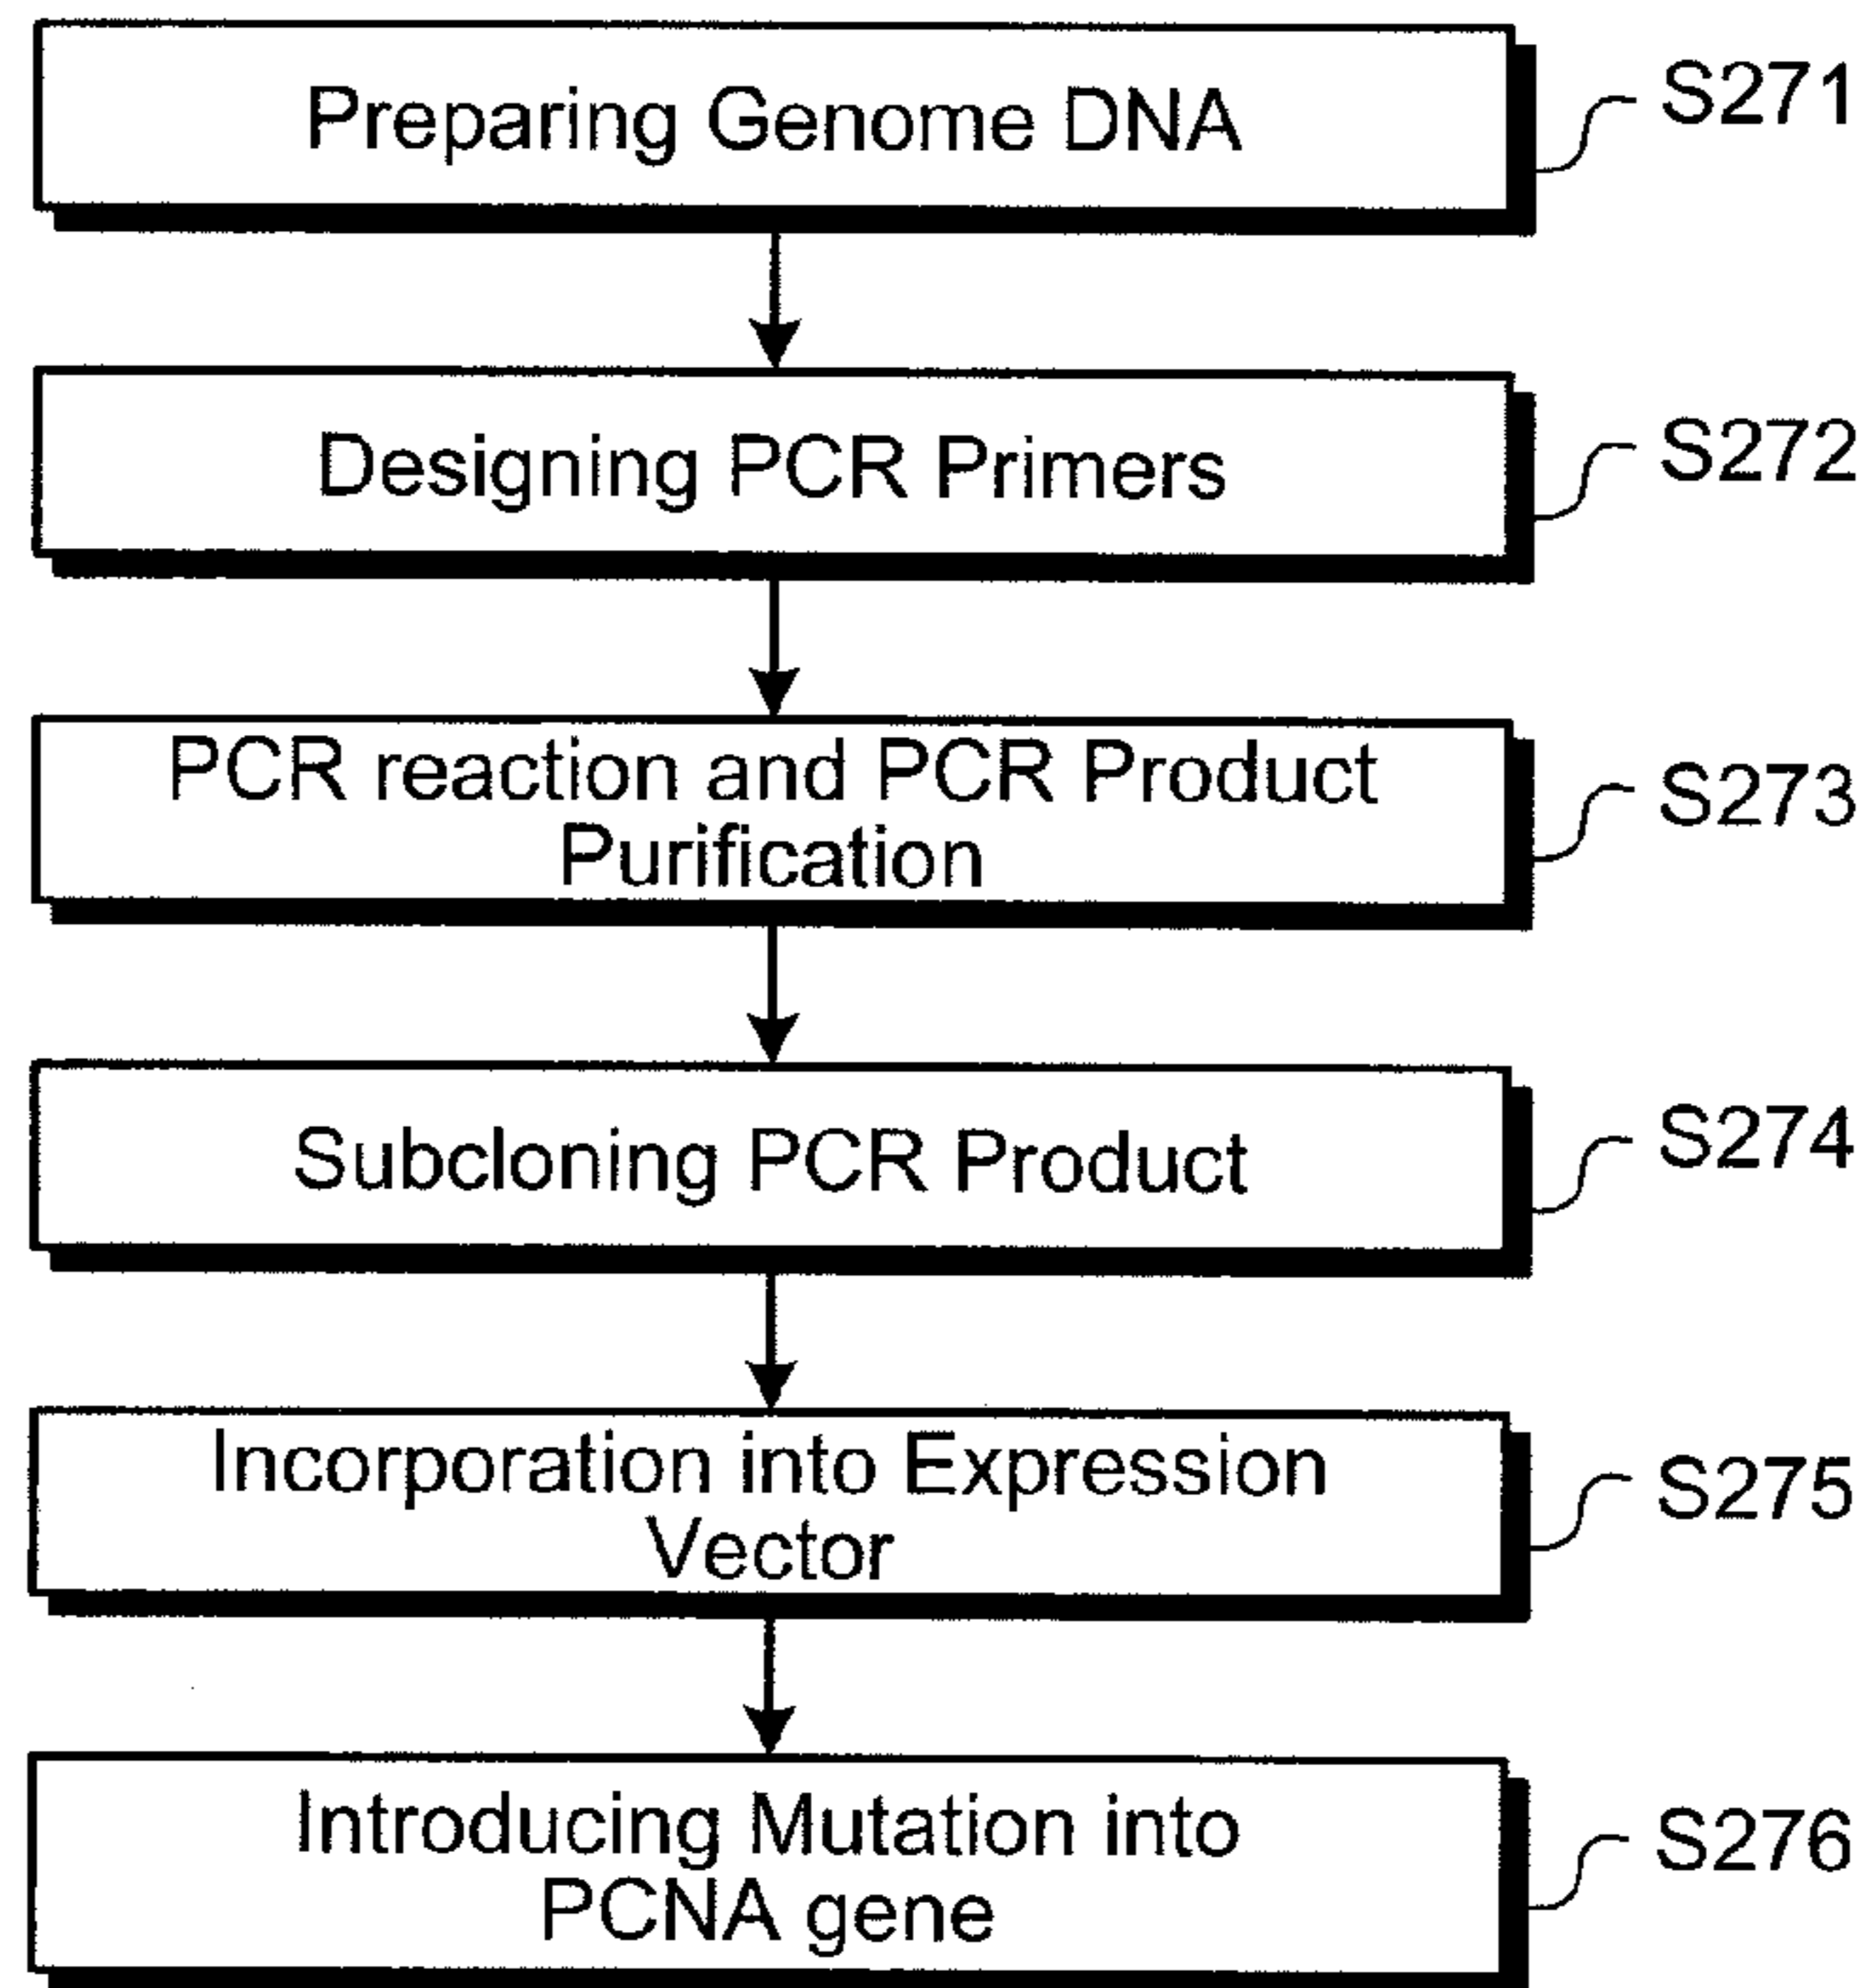 Preparing Genome DNA
S271
Designing PCR Primers
S272
PCR reaction and PCR Product
Purification
S273
Subcloning PCR Product
S274
Incorporation into Expression
Vector
S275
Introducing Mutation into
PCNA gene
S276